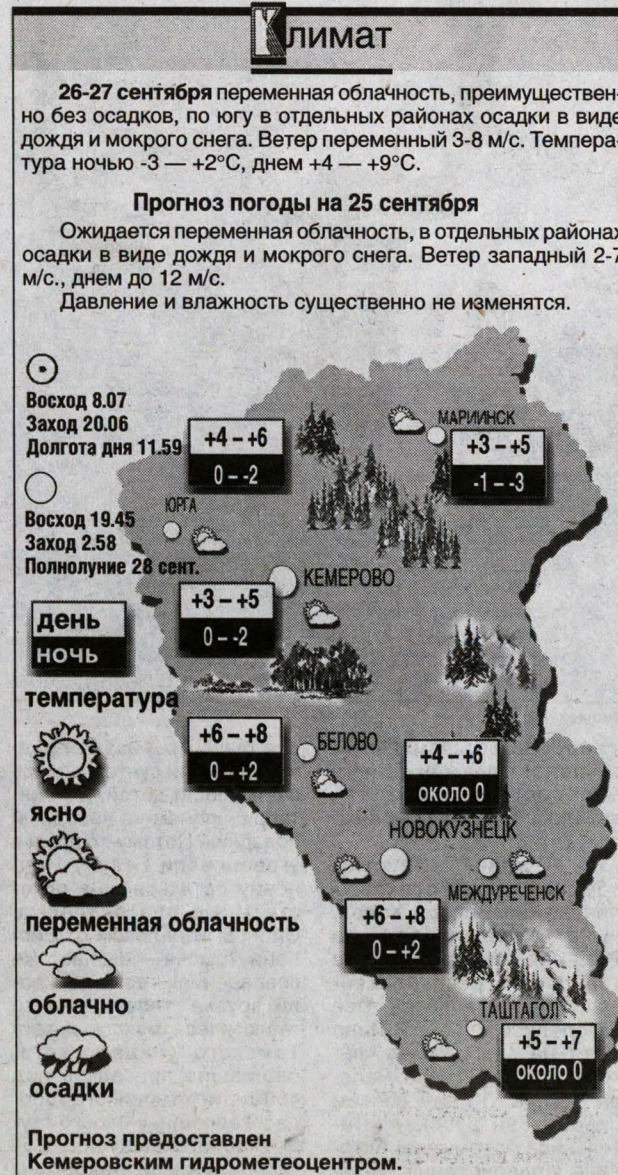 Климат
26-27 сентября переменная облачность, преимуществен-
но без осадков, по югу в отдельных районах осадки в виде
дождя и мокрого снега. Ветер переменный 3-8 м/с. Темпера-
тура ночью -3 — +2°С, днем +4 — +9°С.
Прогноз погоды на 25 сентября
Ожидается переменная облачность, в отдельных районах
осадки в виде дождя и мокрого снега. Ветер западный 2-7
м/с., днем до 12 м/с.
Давление и влажность существенно не изменятся.
Восход 8.07
Заход 20.06
Долгота дня 11.59
Восход 19.45
Заход 2.58
Полнолуние 28 сент.
день
ночь
температура
ясно
переменная облачность
облачно
осадки
+4 – +6
0 – -2
ЮРГА
МАРИИНСК
+3 – +5
-1 – -3
КЕМЕРОВО
+3 – +5
0 – -2
+6 – +8
0 – +2
БЕЛОВО
+4 – +6
около 0
НОВОКУЗНЕЦК
МЕЖДУРЕЧЕНСК
+6 – +8
0 – +2
ТАШТАГОЛ
+5 – +7
около 0
Прогноз предоставлен
Кемеровским гидрометеоцентром.